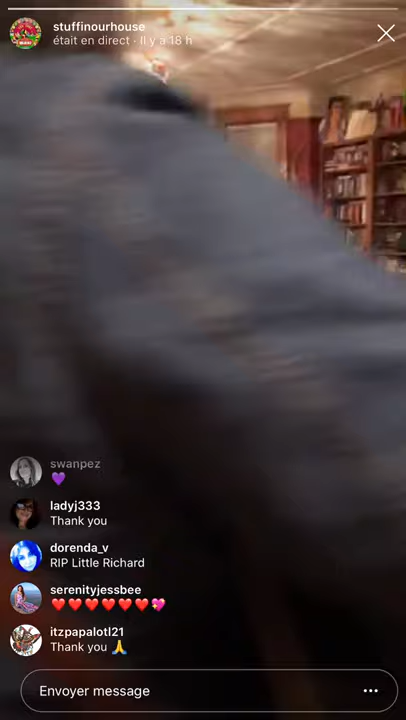 stuffinourhouse
était en direct · Il y a 18 h
swanpez
💜
ladyj333
Thank you
dorenda_v
RIP Little Richard
serenityjessbee
❤️❤️❤️❤️❤️❤️💖
itzpapalotl21
Thank you 🙏
Envoyer message